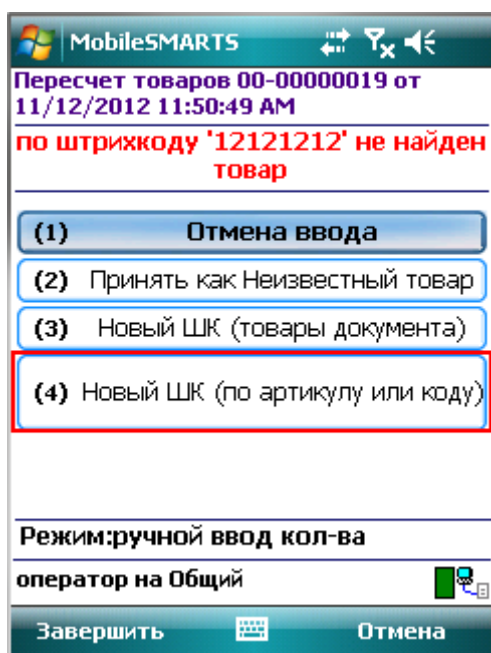 MobileSMARTS
Пересчет товаров 00-00000019 от
11/12/2012 11:50:49 AM
по штрихкоду '12121212' не найден
товар
(1) Отмена ввода
(2) Принять как Неизвестный товар
(3) Новый ШК (товары документа)
(4) Новый ШК (по артикулу или коду)
Режим:ручной ввод кол-ва
оператор на Общий
Завершить Отмена